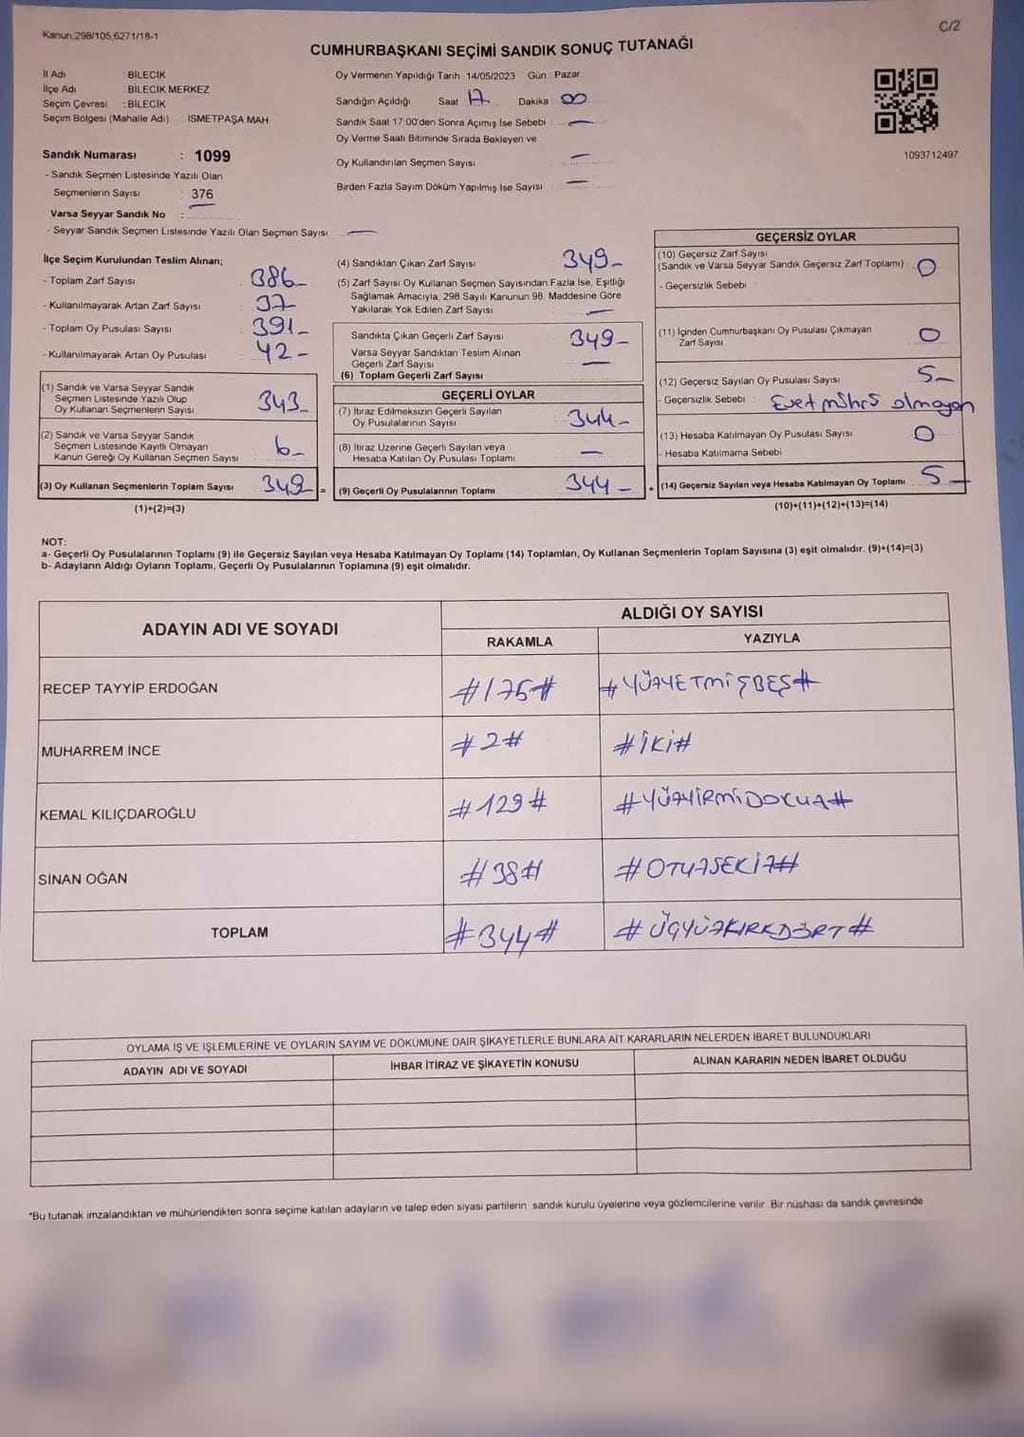 Kanun,298/105,6271/18-1
C/2
CUMHURBAŞKANI SEÇİMİ SANDIK SONUÇ TUTANAĞI
İl Adı : BİLECİK
İlçe Adı : BİLECİK MERKEZ
Seçim Çevresi : BİLECİK
Seçim Bölgesi (Mahalle Adı) İSMETPAŞA MAH
Sandık Numarası : 1099
- Sandık Seçmen Listesinde Yazılı Olan
Seçmenlerin Sayısı : 376
Varsa Seyyar Sandık No :
- Seyyar Sandık Seçmen Listesinde Yazılı Olan Seçmen Sayısı —
Oy Vermenin Yapıldığı Tarih 14/05/2023 Gün : Pazar
Sandığın Açıldığı Saat 17 Dakika 00
Sandık Saat 17:00'den Sonra Açımış İse Sebebi : —
Oy Verme Saati Bitiminde Sırada Bekleyen ve
Oy Kullandırılan Seçmen Sayısı —
Birden Fazla Sayım Döküm Yapılmış İse Sayısı —
1093712497
İlçe Seçim Kurulundan Teslim Alınan;
- Toplam Zarf Sayısı 386-
- Kullanılmayarak Artan Zarf Sayısı 37-
- Toplam Oy Pusulası Sayısı 391-
- Kullanılmayarak Artan Oy Pusulası 42-
(1) Sandık ve Varsa Seyyar Sandık
Seçmen Listesinde Yazılı Olup
Oy Kullanan Seçmenlerin Sayısı 343-
(2) Sandık ve Varsa Seyyar Sandık
Seçmen Listesinde Kayıtlı Olmayan
Kanun Gereği Oy Kullanan Seçmen Sayısı 6-
(3) Oy Kullanan Seçmenlerin Toplam Sayısı 349- =
(1)+(2)=(3)
(4) Sandıktan Çıkan Zarf Sayısı 349-
(5) Zarf Sayısı Oy Kullanan Seçmen Sayısından Fazla İse, Eşitliği
Sağlamak Amacıyla, 298 Sayılı Kanunun 98. Maddesine Göre
Yakılarak Yok Edilen Zarf Sayısı —
Sandıkta Çıkan Geçerli Zarf Sayısı 349-
Varsa Seyyar Sandıktan Teslim Alınan
Geçerli Zarf Sayısı —
(6) Toplam Geçerli Zarf Sayısı
GEÇERLİ OYLAR
(7) İtiraz Edilmeksizin Geçerli Sayılan
Oy Pusulalarının Sayısı 344-
(8) İtiraz Üzerine Geçerli Sayılan veya
Hesaba Katılan Oy Pusulası Toplamı —
(9) Geçerli Oy Pusulalarının Toplamı 344- +
GEÇERSİZ OYLAR
(10) Geçersiz Zarf Sayısı
(Sandık ve Varsa Seyyar Sandık Geçersiz Zarf Toplamı) 0
- Geçersizlik Sebebi :
(11) İçinden Cumhurbaşkanı Oy Pusulası Çıkmayan
Zarf Sayısı 0
(12) Geçersiz Sayılan Oy Pusulası Sayısı 5-
- Geçersizlik Sebebi : Evet mührü olmayan
(13) Hesaba Katılmayan Oy Pusulası Sayısı 0
- Hesaba Katılmama Sebebi
(14) Geçersiz Sayılan veya Hesaba Katılmayan Oy Toplamı 5-
(10)+(11)+(12)+(13)=(14)
NOT:
a- Geçerli Oy Pusulalarının Toplamı (9) ile Geçersiz Sayılan veya Hesaba Katılmayan Oy Toplamı (14) Toplamları, Oy Kullanan Seçmenlerin Toplam Sayısına (3) eşit olmalıdır. (9)+(14)=(3)
b- Adayların Aldığı Oyların Toplamı, Geçerli Oy Pusulalarının Toplamına (9) eşit olmalıdır.
ADAYIN ADI VE SOYADI
ALDIĞI OY SAYISI
RAKAMLA YAZIYLA
RECEP TAYYİP ERDOĞAN #175# #YÜZYETMİŞBEŞ#
MUHARREM İNCE #2# #İKİ#
KEMAL KILIÇDAROĞLU #129# #YÜZYİRMİDOKUZ#
SİNAN OĞAN #38# #OTUZSEKİZ#
TOPLAM #344# #ÜÇYÜZKIRKDÖRT#
OYLAMA İŞ VE İŞLEMLERİNE VE OYLARIN SAYIM VE DÖKÜMÜNE DAİR ŞİKAYETLERLE BUNLARA AİT KARARLARIN NELERDEN İBARET BULUNDUKLARI
ADAYIN ADI VE SOYADI İHBAR İTİRAZ VE ŞİKAYETİN KONUSU ALINAN KARARIN NEDEN İBARET OLDUĞU
*Bu tutanak imzalandıktan ve mühürlendikten sonra seçime katılan adayların ve talep eden siyasi partilerin sandık kurulu üyelerine veya gözlemcilerine verilir. Bir nüshası da sandık çevresinde